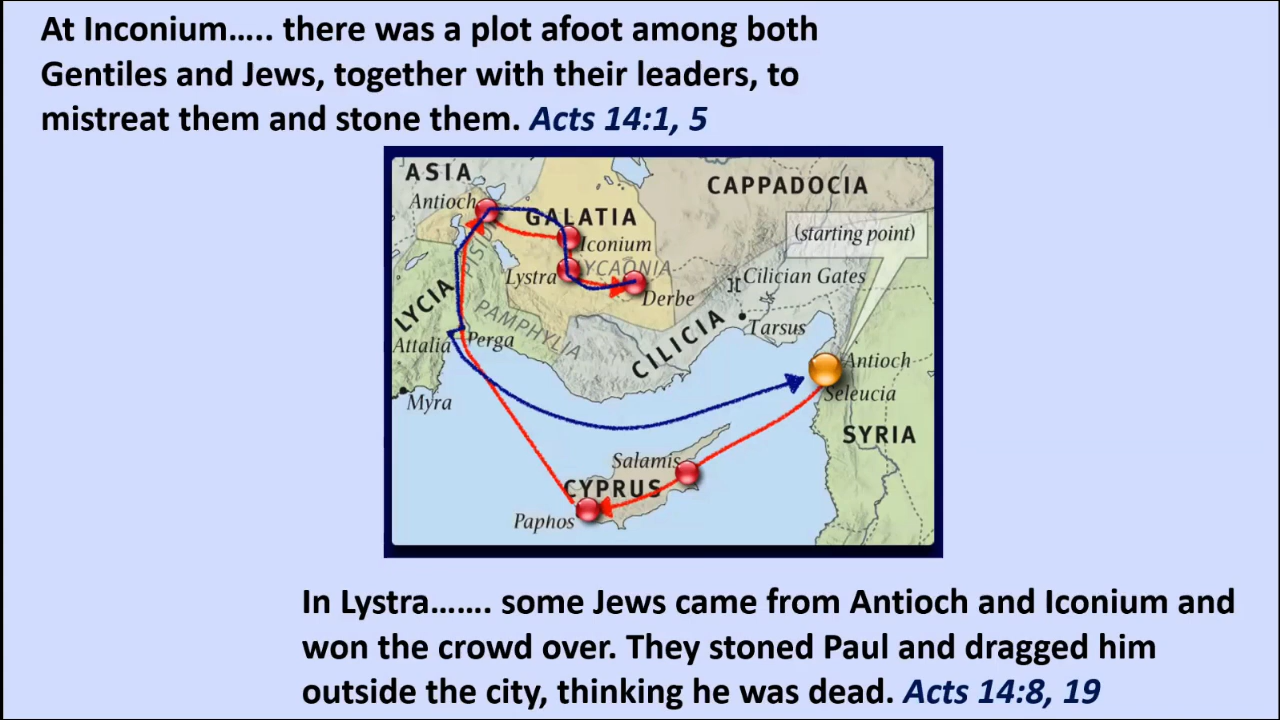 At Inconium..... there was a plot afoot among both
Gentiles and Jews, together with their leaders, to
mistreat them and stone them. Acts 14:1, 5
ASIA
CAPPADOCIA
Antioch
GALATIA
(starting point)
Iconium
PISIDIA
LYCAONIA
Lystra
Cilician Gates
Derbe
LYCIA
PAMPHYLIA
CILICIA
Tarsus
Attalia
Perga
Antioch
Myra
Seleucia
SYRIA
Salamis
CYPRUS
Paphos
In Lystra....... some Jews came from Antioch and Iconium and
won the crowd over. They stoned Paul and dragged him
outside the city, thinking he was dead. Acts 14:8, 19